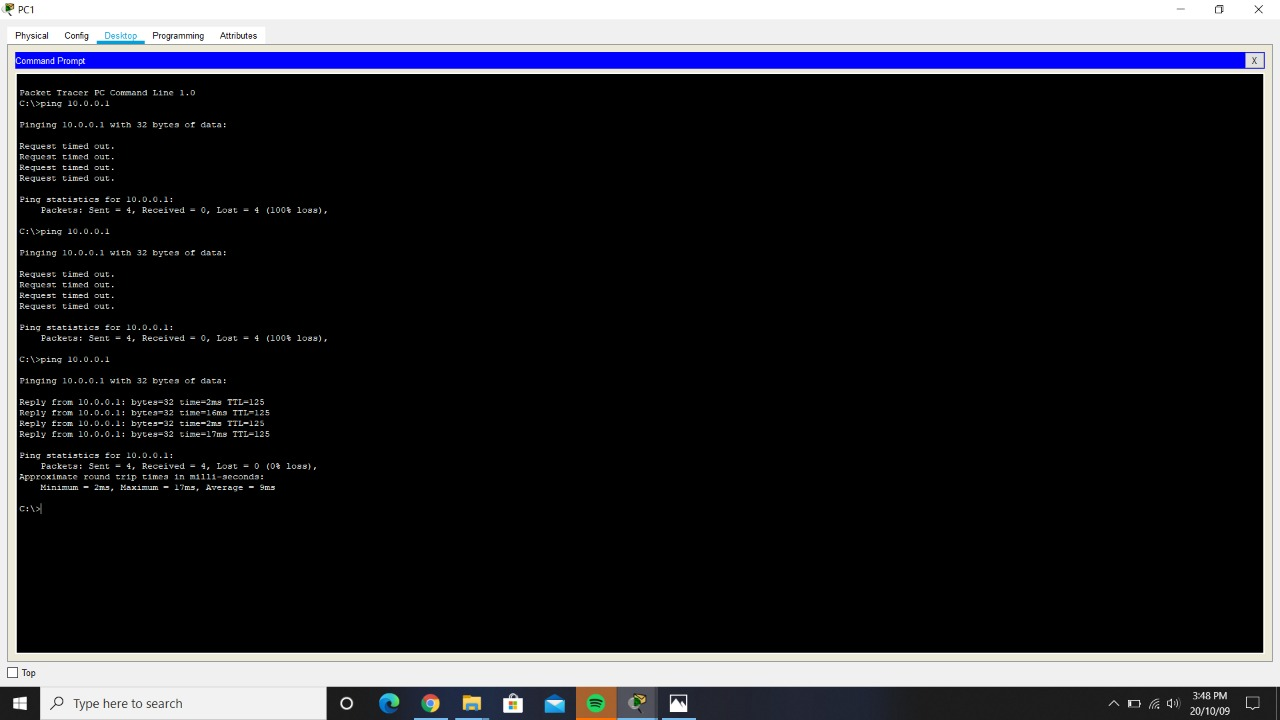 PC1
Physical Config Desktop Programming Attributes
Command Prompt
X
Packet Tracer PC Command Line 1.0
C:\>ping 10.0.0.1
Pinging 10.0.0.1 with 32 bytes of data:
Request timed out.
Request timed out.
Request timed out.
Request timed out.
Ping statistics for 10.0.0.1:
Packets: Sent = 4, Received = 0, Lost = 4 (100% loss),
C:\>ping 10.0.0.1
Pinging 10.0.0.1 with 32 bytes of data:
Request timed out.
Request timed out.
Request timed out.
Request timed out.
Ping statistics for 10.0.0.1:
Packets: Sent = 4, Received = 0, Lost = 4 (100% loss),
C:\>ping 10.0.0.1
Pinging 10.0.0.1 with 32 bytes of data:
Reply from 10.0.0.1: bytes=32 time=2ms TTL=125
Reply from 10.0.0.1: bytes=32 time=16ms TTL=125
Reply from 10.0.0.1: bytes=32 time=2ms TTL=125
Reply from 10.0.0.1: bytes=32 time=17ms TTL=125
Ping statistics for 10.0.0.1:
Packets: Sent = 4, Received = 4, Lost = 0 (0% loss),
Approximate round trip times in milli-seconds:
Minimum = 2ms, Maximum = 17ms, Average = 9ms
C:\>
Top
Type here to search
3:48 PM
20/10/09